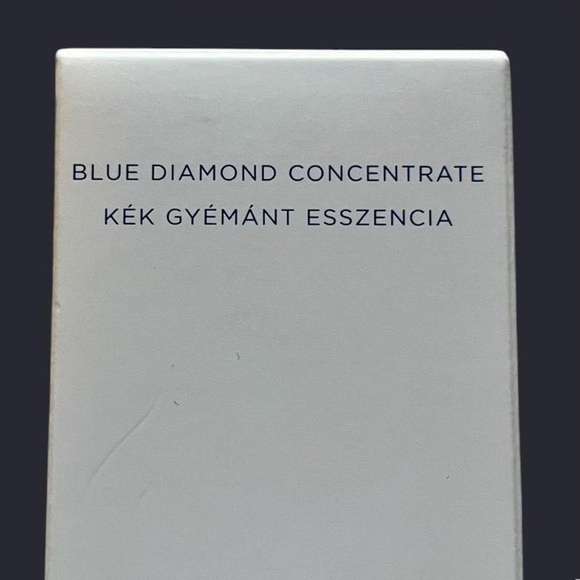 BLUE DIAMOND CONCENTRATE
KÉK GYÉMÁNT ESSZENCIA